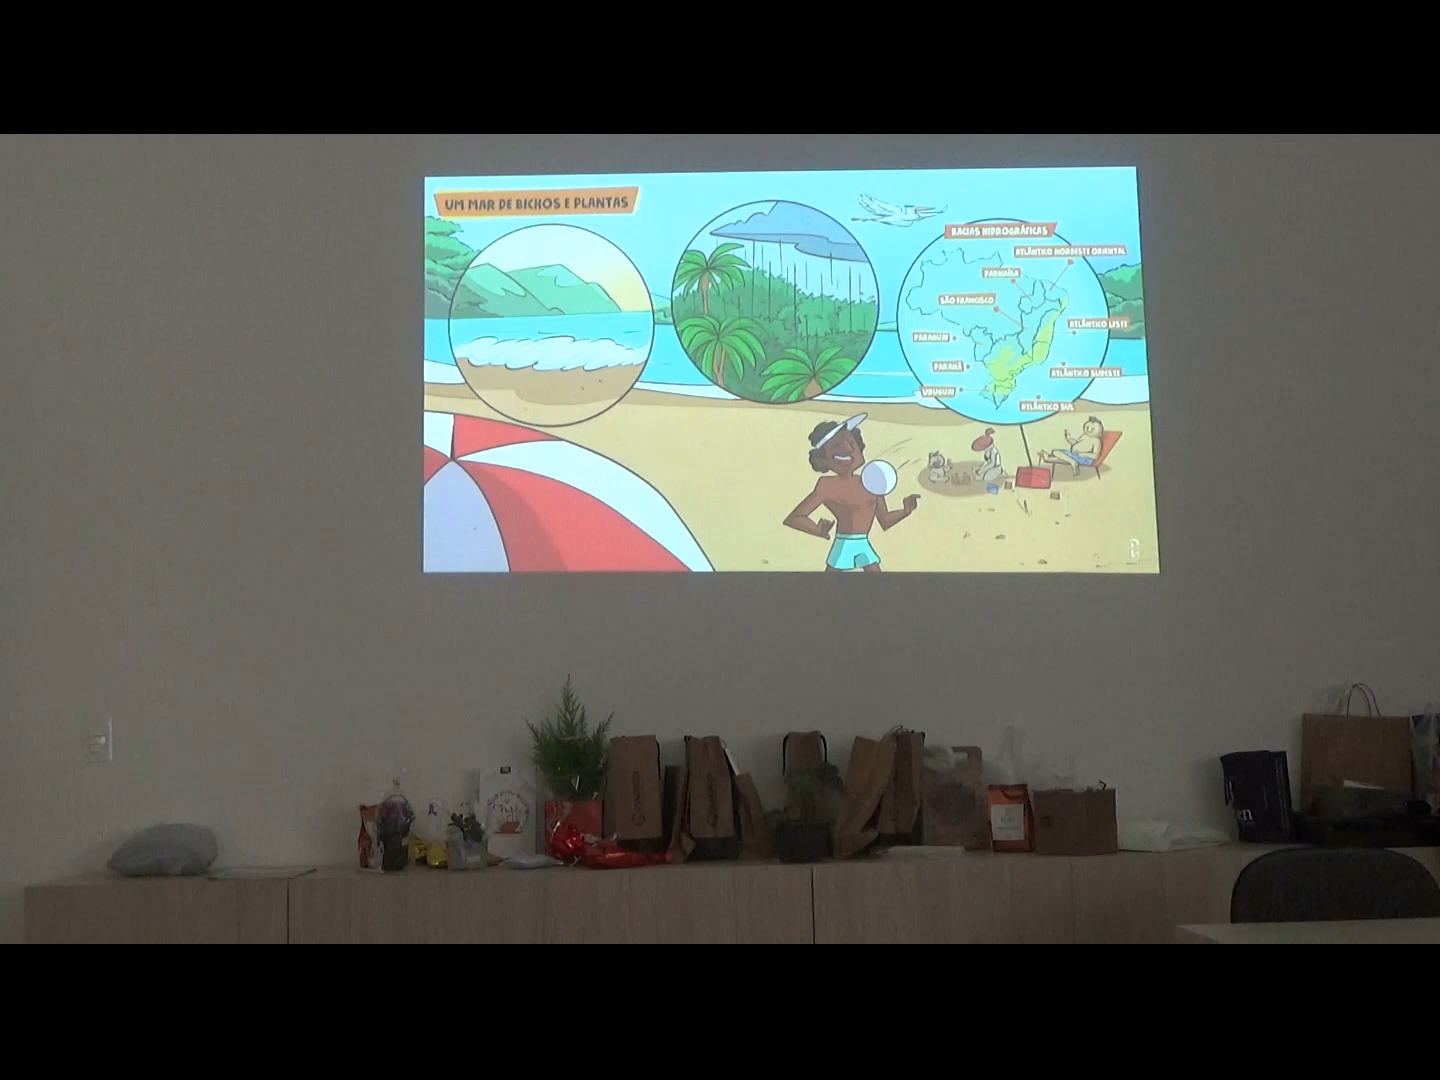 UM MAR DE BICHOS E PLANTAS
BACIAS HIDROGRÁFICAS
ATLÂNTICO NORDESTE ORIENTAL
PARNAÍBA
SÃO FRANCISCO
ATLÂNTICO LESTE
PARAGUAI
PARANÁ
ATLÂNTICO SUDESTE
URUGUAI
ATLÂNTICO SUL